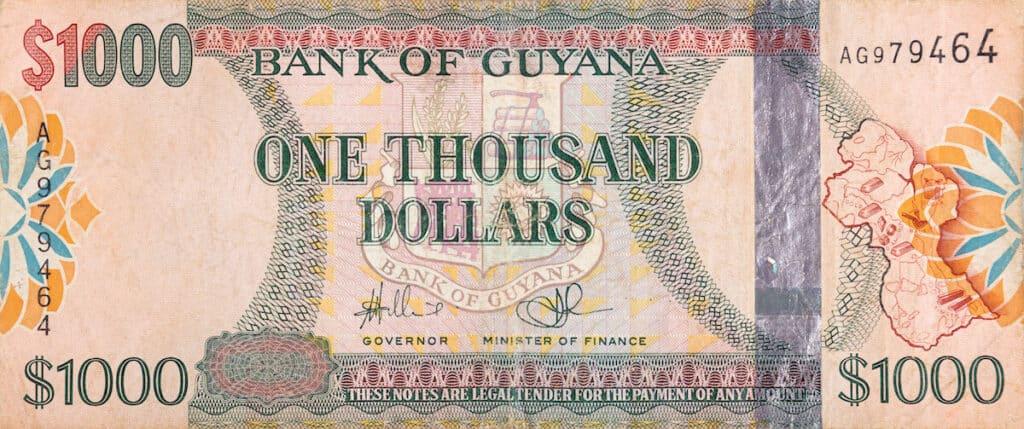 $1000
BANK OF GUYANA
AG979464
AG979464
ONE THOUSAND
DOLLARS
BANK OF GUYANA
GOVERNOR MINISTER OF FINANCE
$1000
THESE NOTES ARE LEGAL TENDER FOR THE PAYMENT OF ANY AMOUNT
$1000